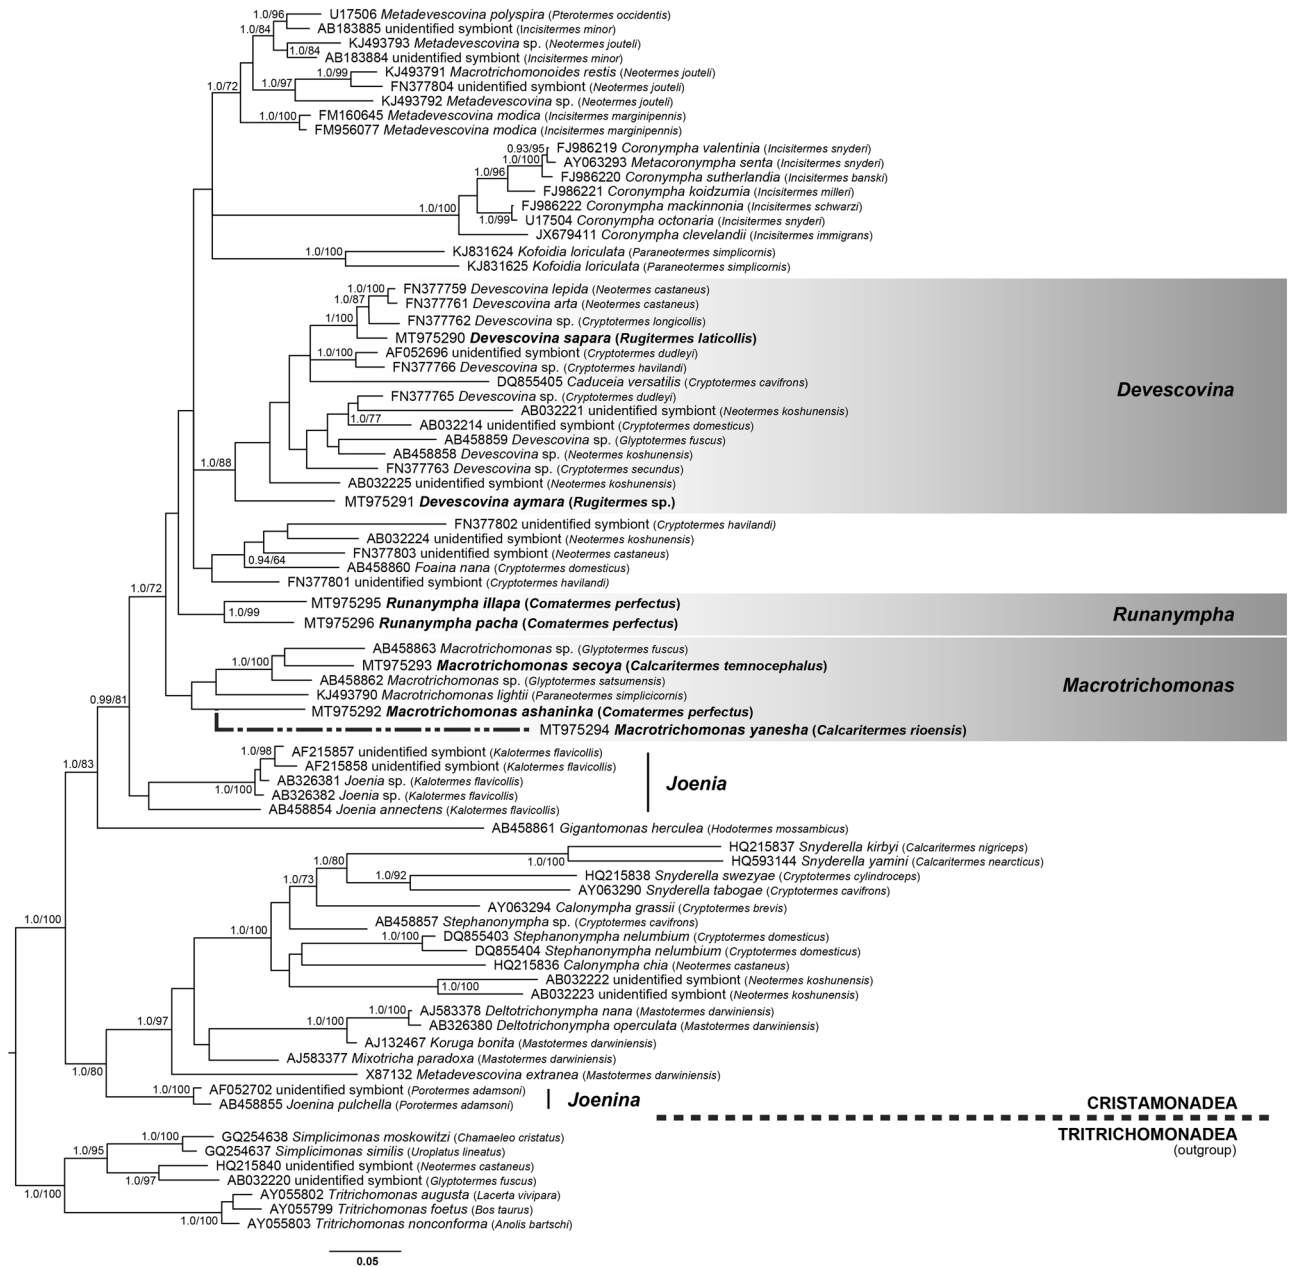 1.0/96
U17506 Metadevescovina polyspira (Pterotermes occidentis)
1.0/84
AB183885 unidentified symbiont (Incisitermes minor)
KJ493793 Metadevescovina sp. (Neotermes jouteli)
1.0/84
AB183884 unidentified symbiont (Incisitermes minor)
1.0/99
KJ493791 Macrotrichomonoides restis (Neotermes jouteli)
1.0/72
1.0/97
FN377804 unidentified symbiont (Neotermes jouteli)
KJ493792 Metadevescovina sp. (Neotermes jouteli)
1.0/100
FM160645 Metadevescovina modica (Incisitermes marginipennis)
FM956077 Metadevescovina modica (Incisitermes marginipennis)
0.93/95
FJ986219 Coronympha valentinia (Incisitermes snyderi)
1.0/100
AY063293 Metacoronympha senta (Incisitermes snyderi)
1.0/96
FJ986220 Coronympha sutherlandia (Incisitermes banski)
FJ986221 Coronympha koidzumia (Incisitermes milleri)
1.0/100
FJ986222 Coronympha mackinnonia (Incisitermes schwarzi)
1.0/99
U17504 Coronympha octonaria (Incisitermes snyderi)
JX679411 Coronympha clevelandii (Incisitermes immigrans)
1.0/100
KJ831624 Kofoidia loriculata (Paraneotermes simplicornis)
KJ831625 Kofoidia loriculata (Paraneotermes simplicornis)
1.0/100
FN377759 Devescovina lepida (Neotermes castaneus)
1.0/87
FN377761 Devescovina arta (Neotermes castaneus)
1/100
FN377762 Devescovina sp. (Cryptotermes longicollis)
MT975290 Devescovina sapara (Rugitermes laticollis)
1.0/100
AF052696 unidentified symbiont (Cryptotermes dudleyi)
FN377766 Devescovina sp. (Cryptotermes havilandi)
DQ855405 Caduceia versatilis (Cryptotermes cavifrons)
Devescovina
FN377765 Devescovina sp. (Cryptotermes dudleyi)
AB032221 unidentified symbiont (Neotermes koshunensis)
1.0/77
AB032214 unidentified symbiont (Cryptotermes domesticus)
AB458859 Devescovina sp. (Glyptotermes fuscus)
AB458858 Devescovina sp. (Neotermes koshunensis)
1.0/88
FN377763 Devescovina sp. (Cryptotermes secundus)
AB032225 unidentified symbiont (Neotermes koshunensis)
MT975291 Devescovina aymara (Rugitermes sp.)
FN377802 unidentified symbiont (Cryptotermes havilandi)
AB032224 unidentified symbiont (Neotermes koshunensis)
FN377803 unidentified symbiont (Neotermes castaneus)
0.94/64
AB458860 Foaina nana (Cryptotermes domesticus)
FN377801 unidentified symbiont (Cryptotermes havilandi)
1.0/72
MT975295 Runanympha illapa (Comatermes perfectus)
1.0/99
Runanympha
MT975296 Runanympha pacha (Comatermes perfectus)
AB458863 Macrotrichomonas sp. (Glyptotermes fuscus)
1.0/100
MT975293 Macrotrichomonas secoya (Calcaritermes temnocephalus)
AB458862 Macrotrichomonas sp. (Glyptotermes satsumensis)
Macrotrichomonas
KJ493790 Macrotrichomonas lightii (Paraneotermes simplicicornis)
0.99/81
MT975292 Macrotrichomonas ashaninka (Comatermes perfectus)
MT975294 Macrotrichomonas yanesha (Calcaritermes rioensis)
1.0/98
AF215857 unidentified symbiont (Kalotermes flavicollis)
1.0/83
AF215858 unidentified symbiont (Kalotermes flavicollis)
AB326381 Joenia sp. (Kalotermes flavicollis)
Joenia
1.0/100
AB326382 Joenia sp. (Kalotermes flavicollis)
AB458854 Joenia annectens (Kalotermes flavicollis)
AB458861 Gigantomonas herculea (Hodotermes mossambicus)
HQ215837 Snyderella kirbyi (Calcaritermes nigriceps)
1.0/80
1.0/100
HQ593144 Snyderella yamini (Calcaritermes nearcticus)
1.0/73
1.0/92
HQ215838 Snyderella swezyae (Cryptotermes cylindroceps)
AY063290 Snyderella tabogae (Cryptotermes cavifrons)
AY063294 Calonympha grassii (Cryptotermes brevis)
1.0/100
1.0/100
AB458857 Stephanonympha sp. (Cryptotermes cavifrons)
1.0/100
DQ855403 Stephanonympha nelumbium (Cryptotermes domesticus)
DQ855404 Stephanonympha nelumbium (Cryptotermes domesticus)
HQ215836 Calonympha chia (Neotermes castaneus)
AB032222 unidentified symbiont (Neotermes koshunensis)
1.0/100
AB032223 unidentified symbiont (Neotermes koshunensis)
1.0/100
AJ583378 Deltotrichonympha nana (Mastotermes darwiniensis)
1.0/97
1.0/100
AB326380 Deltotrichonympha operculata (Mastotermes darwiniensis)
AJ132467 Koruga bonita (Mastotermes darwiniensis)
AJ583377 Mixotricha paradoxa (Mastotermes darwiniensis)
1.0/80
X87132 Metadevescovina extranea (Mastotermes darwiniensis)
1.0/100
AF052702 unidentified symbiont (Porotermes adamsoni)
Joenina
AB458855 Joenina pulchella (Porotermes adamsoni)
CRISTAMONADEA
TRITRICHOMONADEA
(outgroup)
1.0/100
GQ254638 Simplicimonas moskowitzi (Chamaeleo cristatus)
1.0/95
GQ254637 Simplicimonas similis (Uroplatus lineatus)
HQ215840 unidentified symbiont (Neotermes castaneus)
1.0/97
AB032220 unidentified symbiont (Glyptotermes fuscus)
1.0/100
AY055802 Tritrichomonas augusta (Lacerta vivipara)
AY055799 Tritrichomonas foetus (Bos taurus)
1.0/100
AY055803 Tritrichomonas nonconforma (Anolis bartschi)
0.05